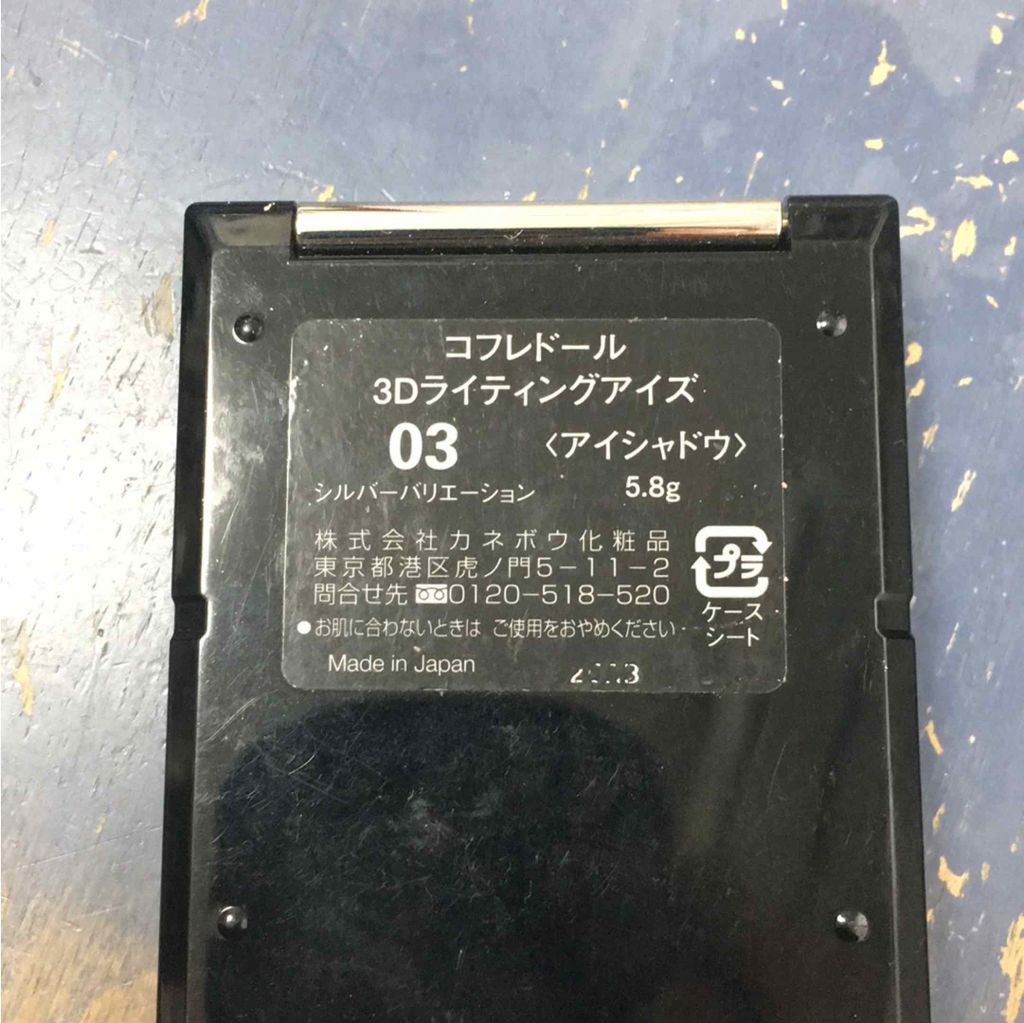 コフレドール
3Dライティングアイズ
03 〈アイシャドウ〉
シルバーバリエーション 5.8g
株式会社カネボウ化粧品
東京都港区虎ノ門5-11-2
問合せ先 0120-518-520
●お肌に合わないときは ご使用をおやめください
Made in Japan
プラ
ケース
シート